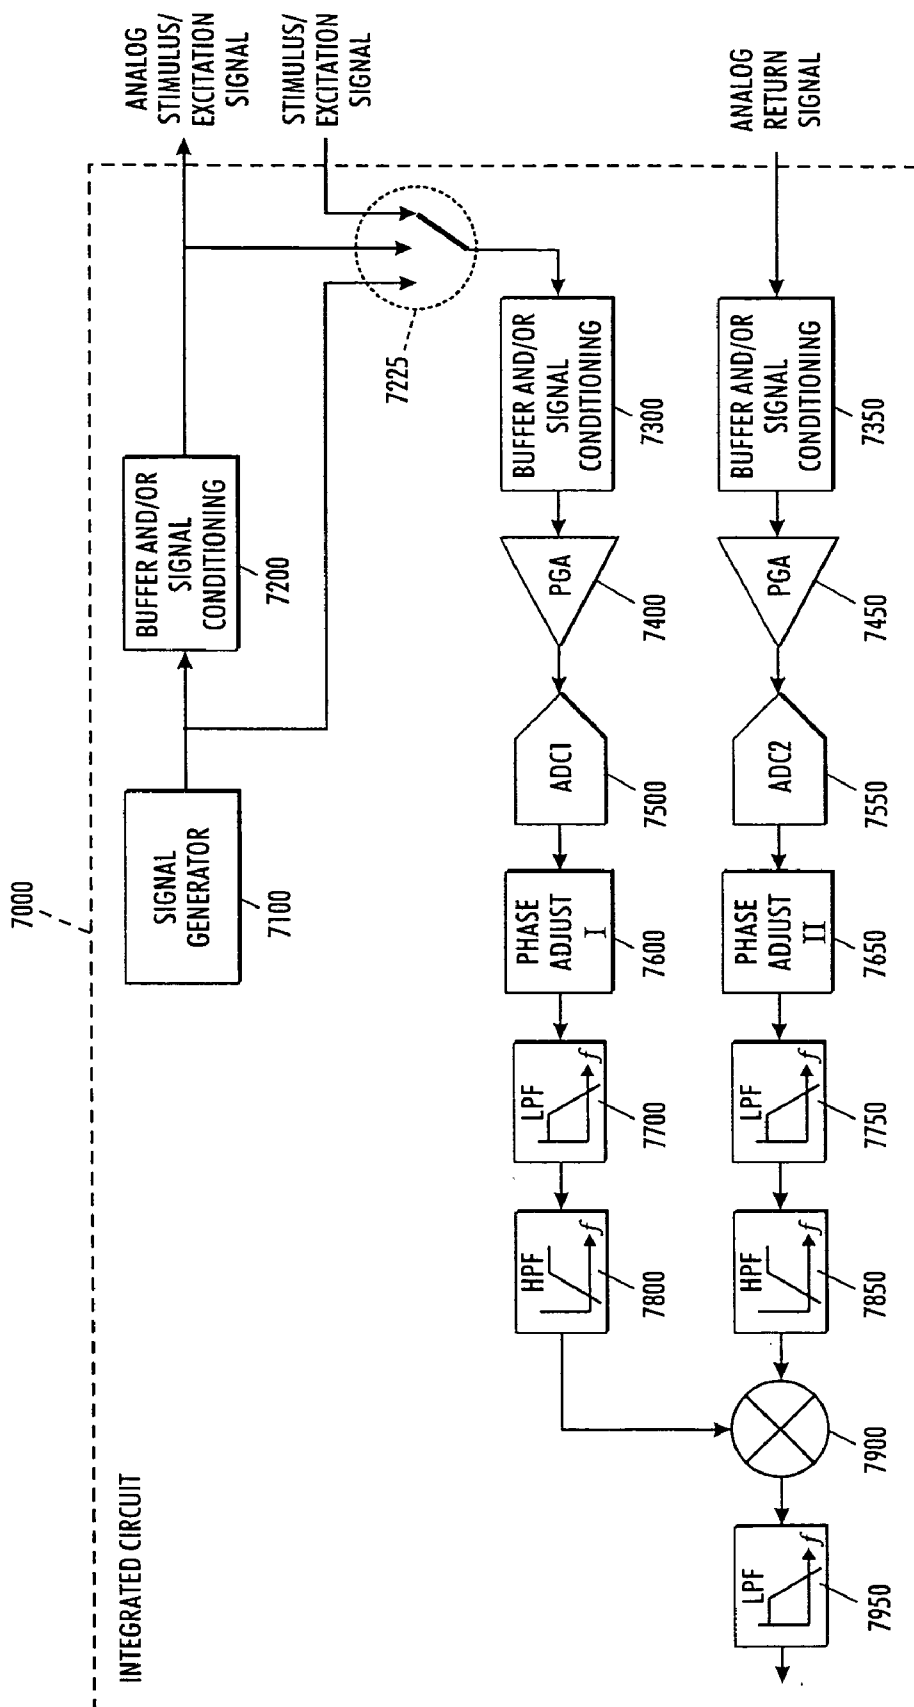 7000
INTEGRATED CIRCUIT
SIGNAL
GENERATOR
7100
BUFFER AND/OR
SIGNAL
CONDITIONING
7200
ANALOG
STIMULUS/
EXCITATION
SIGNAL
STIMULUS/
EXCITATION
SIGNAL
7225
LPF
f
7950
7900
HPF
f
7800
LPF
f
7700
PHASE
ADJUST
I
7600
ADC1
7500
PGA
7400
BUFFER AND/OR
SIGNAL
CONDITIONING
7300
HPF
f
7850
LPF
f
7750
PHASE
ADJUST
II
7650
ADC2
7550
PGA
7450
BUFFER AND/OR
SIGNAL
CONDITIONING
7350
ANALOG
RETURN
SIGNAL